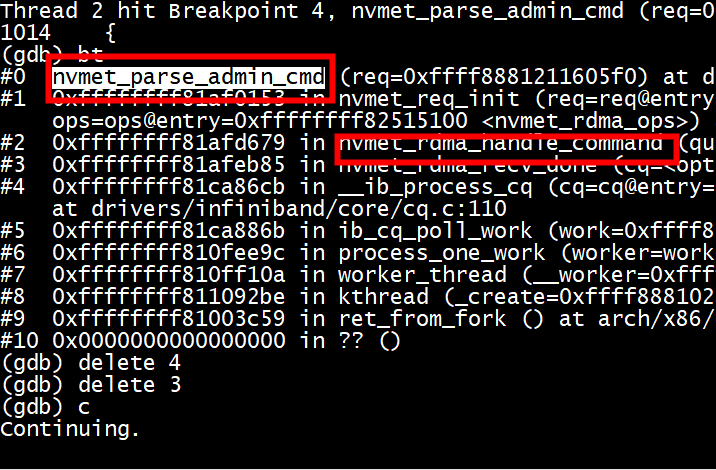 Thread 2 hit Breakpoint 4, nvmet_parse_admin_cmd (req=0
1014    {
(gdb) bt
#0  nvmet_parse_admin_cmd (req=0xffff8881211605f0) at d
#1  0xffffffff81af0153 in nvmet_req_init (req=req@entry
    ops=ops@entry=0xffffffff82515100 <nvmet_rdma_ops>)
#2  0xffffffff81afd679 in nvmet_rdma_handle_command (qu
#3  0xffffffff81afeb85 in nvmet_rdma_recv_done (cq=<opt
#4  0xffffffff81ca86cb in __ib_process_cq (cq=cq@entry=
    at drivers/infiniband/core/cq.c:110
#5  0xffffffff81ca886b in ib_cq_poll_work (work=0xffff8
#6  0xffffffff810fee9c in process_one_work (worker=work
#7  0xffffffff810ff10a in worker_thread (__worker=0xfff
#8  0xffffffff811092be in kthread (_create=0xffff888102
#9  0xffffffff81003c59 in ret_from_fork () at arch/x86/
#10 0x0000000000000000 in ?? ()
(gdb) delete 4
(gdb) delete 3
(gdb) c
Continuing.